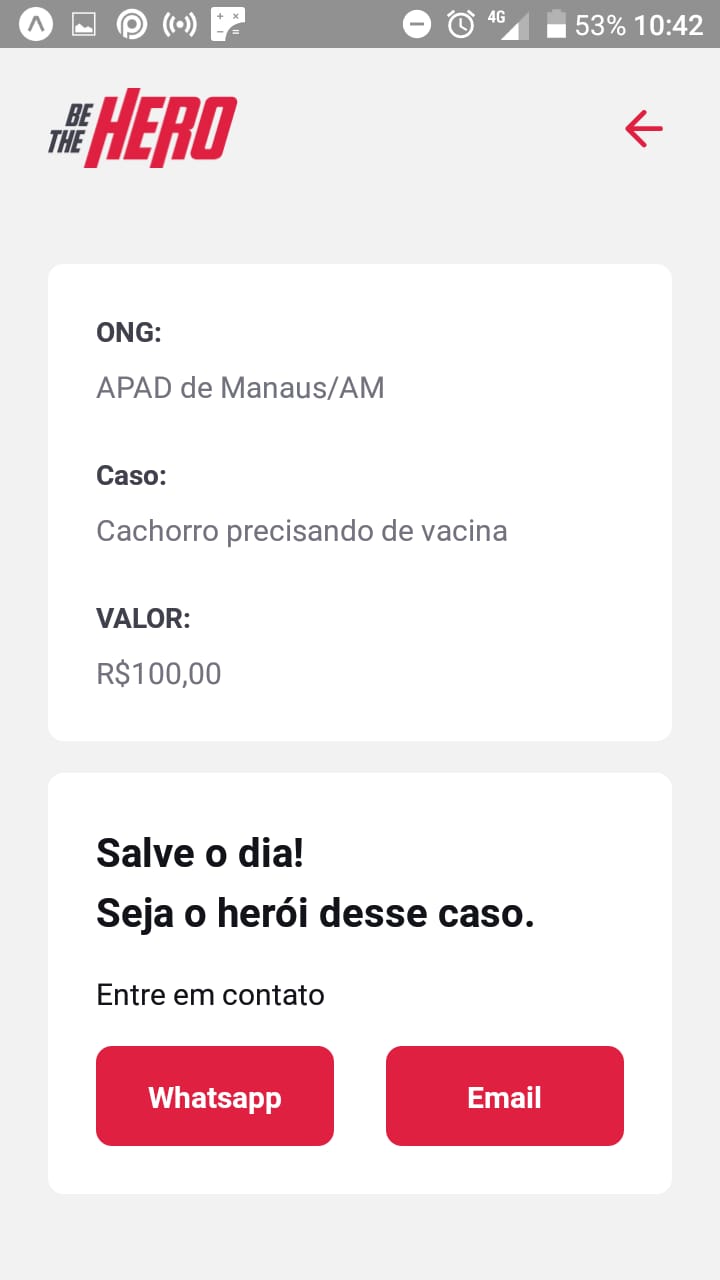 4G 53% 10:42
BE
THE HERO
ONG:
APAD de Manaus/AM
Caso:
Cachorro precisando de vacina
VALOR:
R$100,00
Salve o dia!
Seja o herói desse caso.
Entre em contato
Whatsapp Email